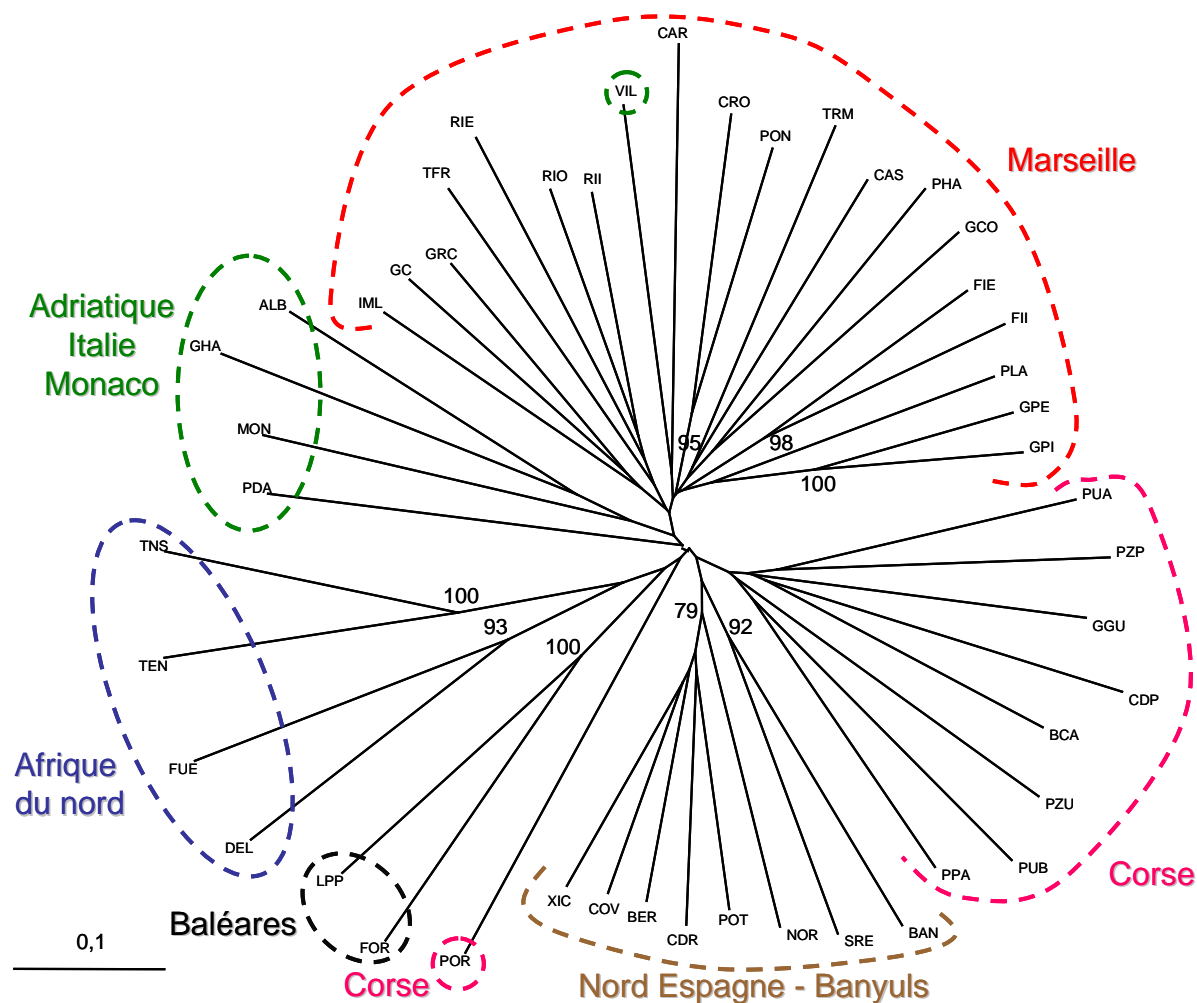 CAR
VIL
CRO
TRM
RIE
PON
Marseille
TFR
RIO
RII
CAS
PHA
GCO
GRC
GC
FIE
Adriatique
Italie
Monaco
ALB
IML
FII
GHA
PLA
GPE
MON
95
98
GPI
100
PDA
PUA
TNS
PZP
100
79
92
GGU
93
100
TEN
CDP
BCA
Afrique
du nord
FUE
PZU
DEL
LPP
PPA
PUB
Corse
XIC
COV
BER
POT
Baléares
CDR
NOR
SRE
BAN
0,1
FOR
POR
Corse
Nord Espagne - Banyuls